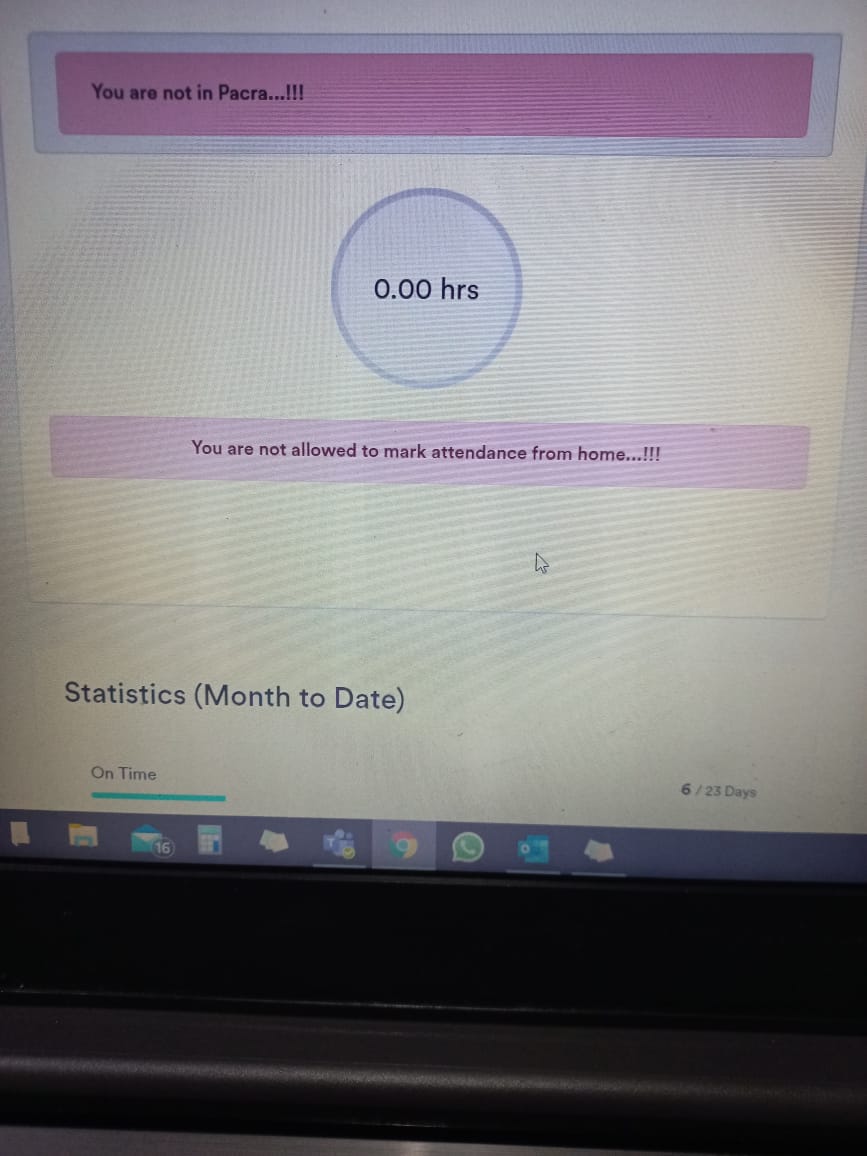 You are not in Pacra...!!!
0.00 hrs
You are not allowed to mark attendance from home...!!!
Statistics (Month to Date)
On Time
6 / 23 Days
16